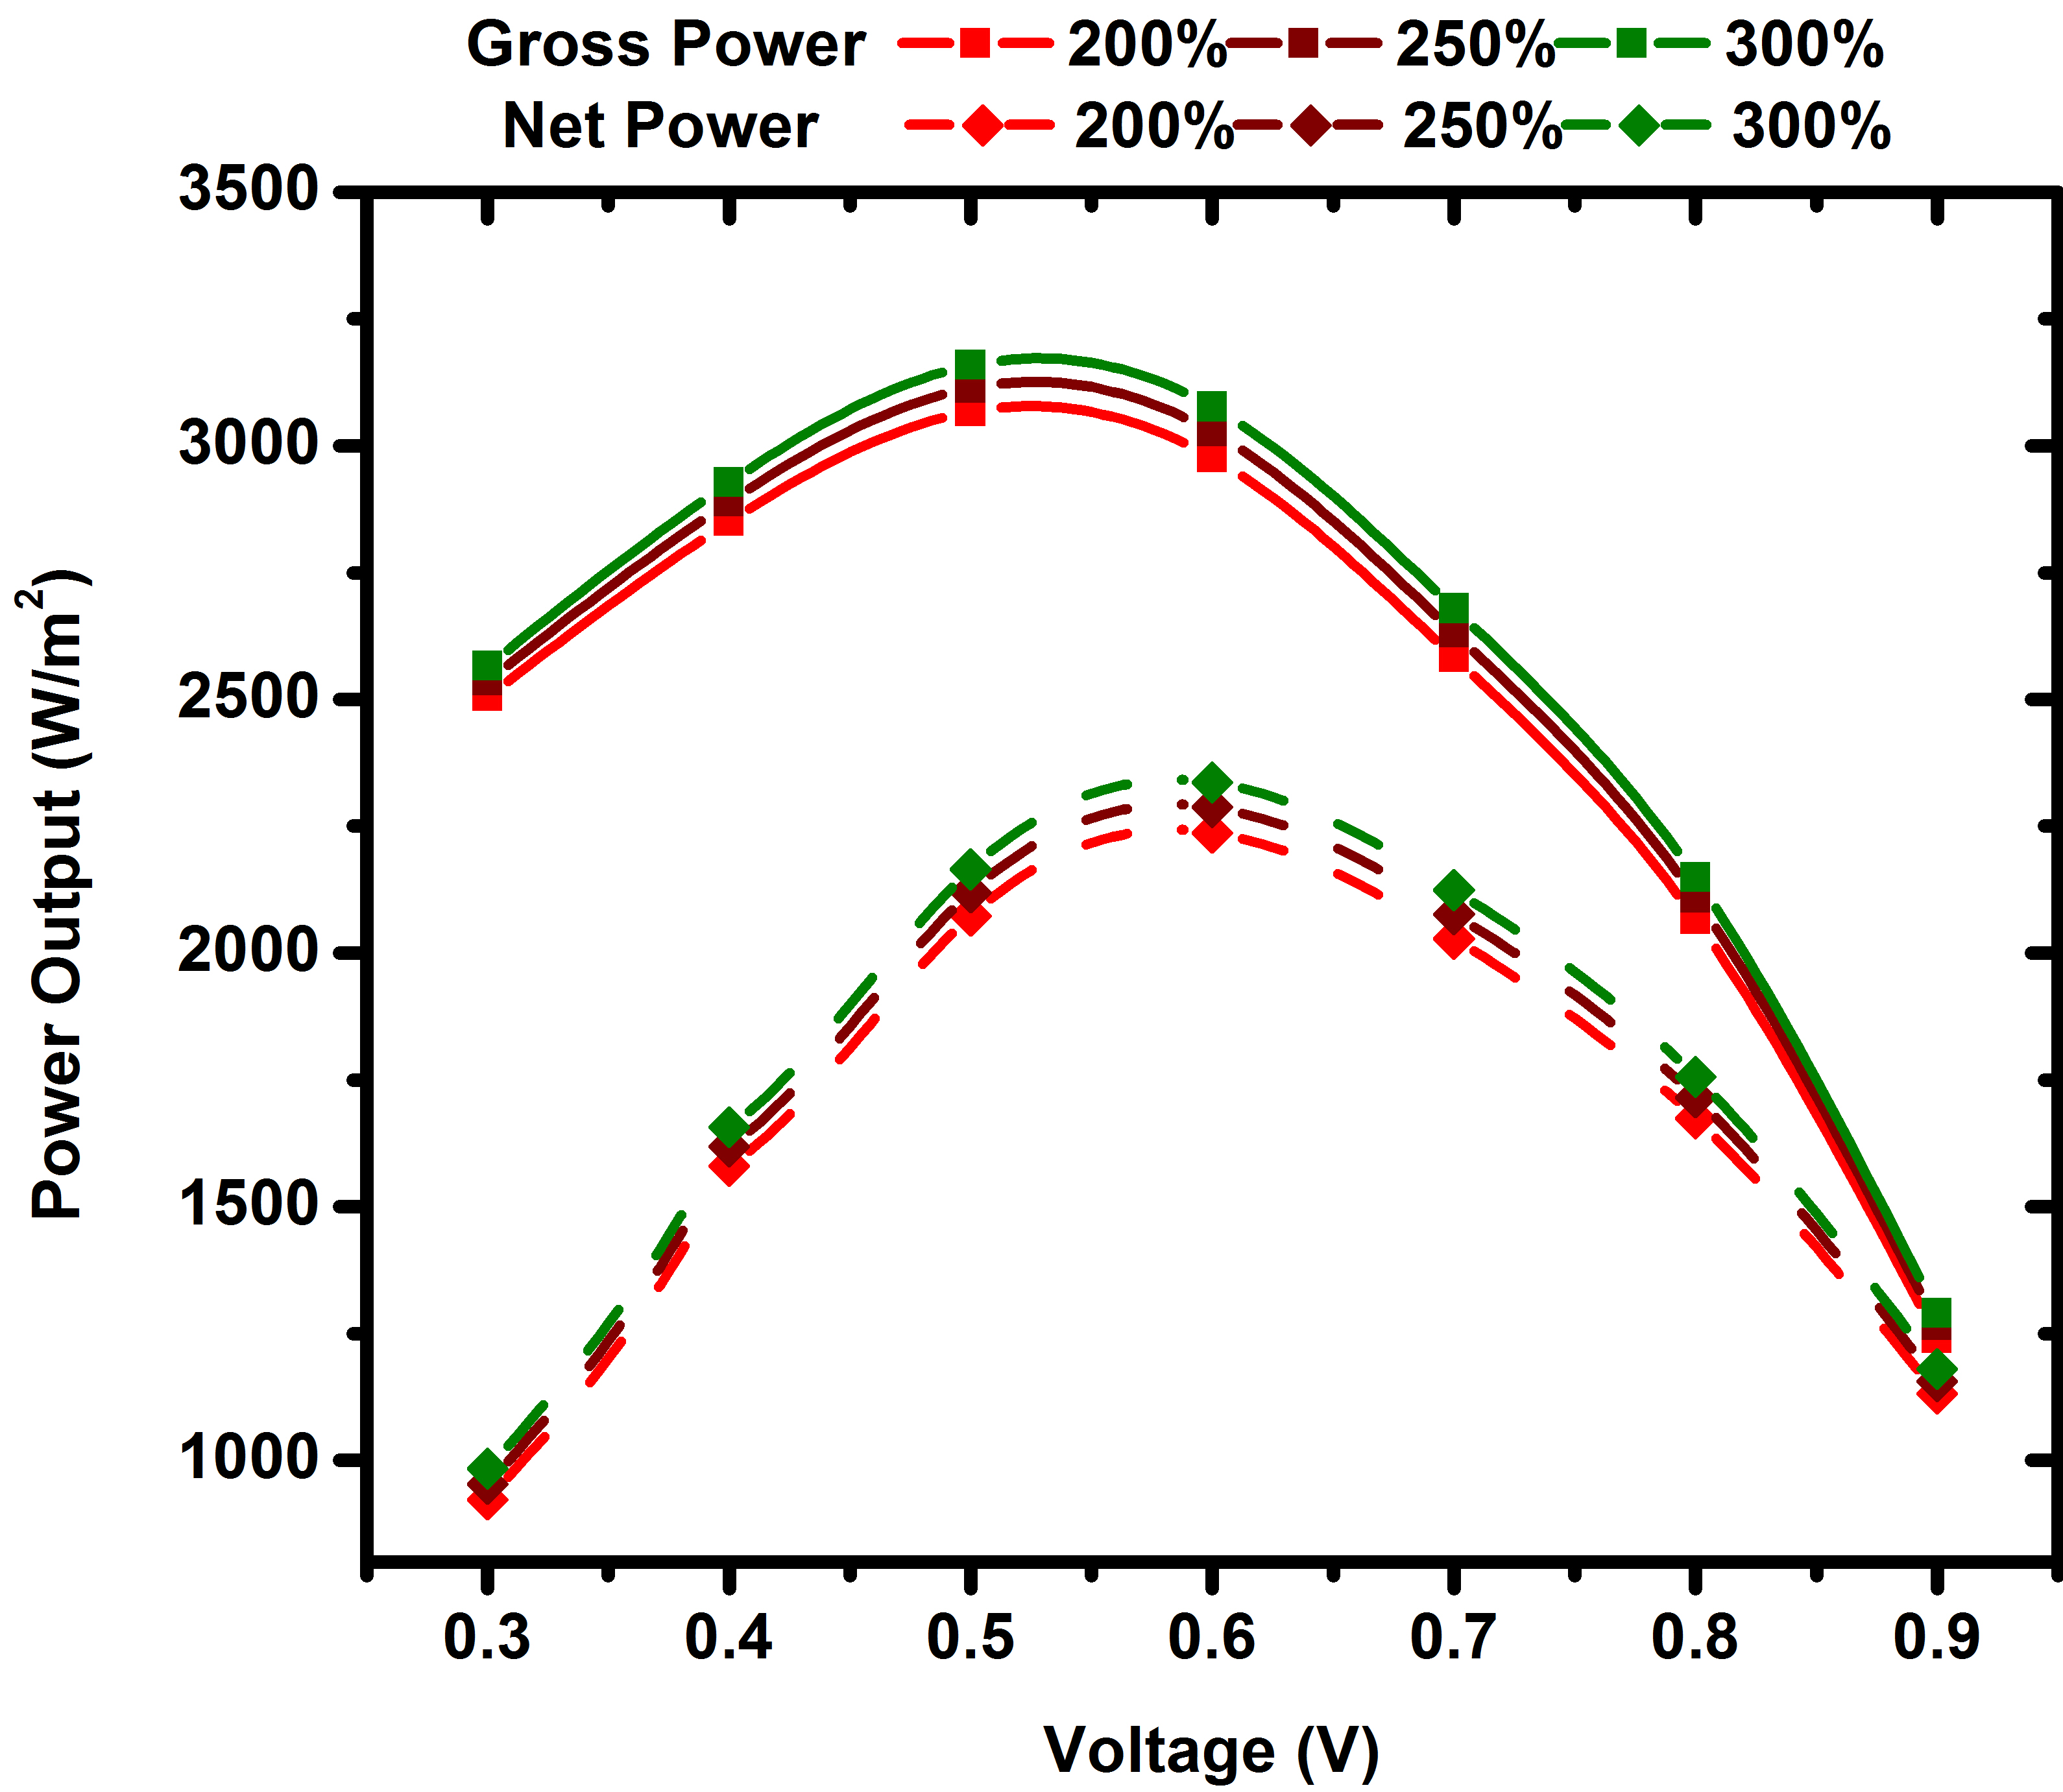 Gross Power 200% 250% 300%
Net Power 200% 250% 300%
3500
3000
2500
2000
1500
1000
Power Output (W/m²)
0.3 0.4 0.5 0.6 0.7 0.8 0.9
Voltage (V)